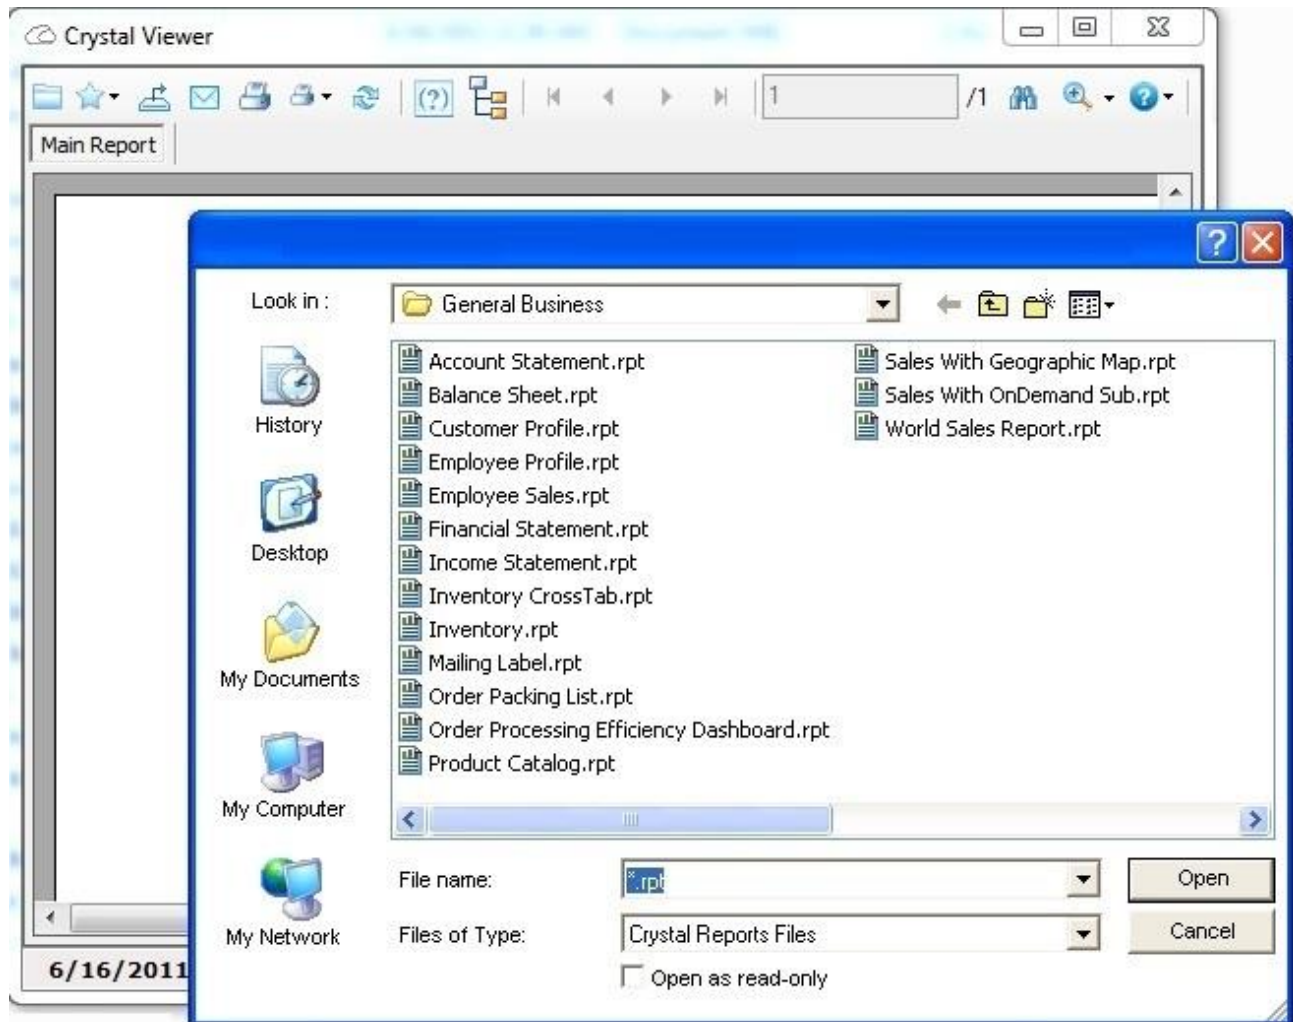 Crystal Viewer
(?)
1
/1
?
Main Report
?
Look in :
General Business
History
Desktop
My Documents
My Computer
My Network
Account Statement.rpt
Balance Sheet.rpt
Customer Profile.rpt
Employee Profile.rpt
Employee Sales.rpt
Financial Statement.rpt
Income Statement.rpt
Inventory CrossTab.rpt
Inventory.rpt
Mailing Label.rpt
Order Packing List.rpt
Order Processing Efficiency Dashboard.rpt
Product Catalog.rpt
Sales With Geographic Map.rpt
Sales With OnDemand Sub.rpt
World Sales Report.rpt
File name:
*.rpt
Open
Files of Type:
Crystal Reports Files
Cancel
Open as read-only
6/16/2011